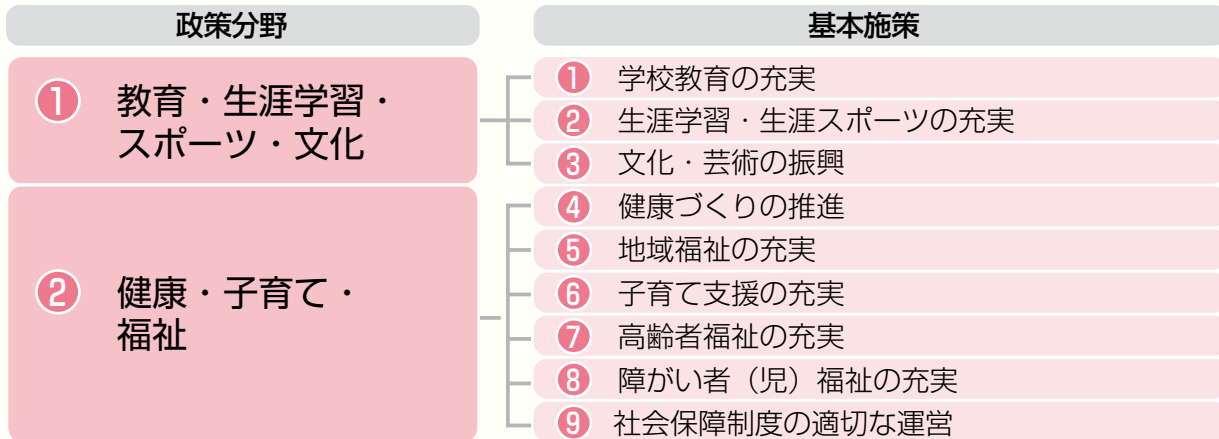 政策分野
基本施策
❶ 教育・生涯学習・
スポーツ・文化
❶ 学校教育の充実
❷ 生涯学習・生涯スポーツの充実
❸ 文化・芸術の振興
❷ 健康・子育て・
福祉
❹ 健康づくりの推進
❺ 地域福祉の充実
❻ 子育て支援の充実
❼ 高齢者福祉の充実
❽ 障がい者（児）福祉の充実
❾ 社会保障制度の適切な運営